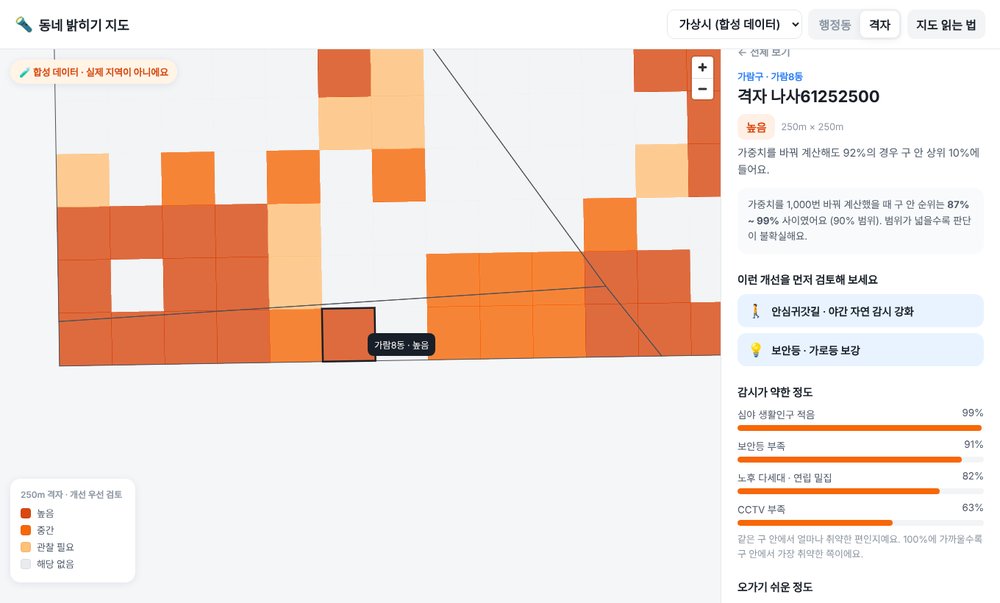 동네 밝히기 지도
가상시 (합성 데이터)
행정동
격자
지도 읽는 법
합성 데이터 · 실제 지역이 아니에요
+
−
가람8동 · 높음
250m 격자 · 개선 우선 검토
높음
중간
관찰 필요
해당 없음
← 전체 보기
가람구 · 가람8동
격자 나사61252500
높음
250m × 250m
가중치를 바꿔 계산해도 92%의 경우 구 안 상위 10%에
들어요.
가중치를 1,000번 바꿔 계산했을 때 구 안 순위는 87%
~ 99% 사이였어요 (90% 범위). 범위가 넓을수록 판단
이 불확실해요.
이런 개선을 먼저 검토해 보세요
안심귀갓길 · 야간 자연 감시 강화
보안등 · 가로등 보강
감시가 약한 정도
심야 생활인구 적음 99%
보안등 부족 91%
노후 다세대 · 연립 밀집 82%
CCTV 부족 63%
같은 구 안에서 얼마나 취약한 편인지예요. 100%에 가까울수록
구 안에서 가장 취약한 쪽이에요.
오가기 쉬운 정도